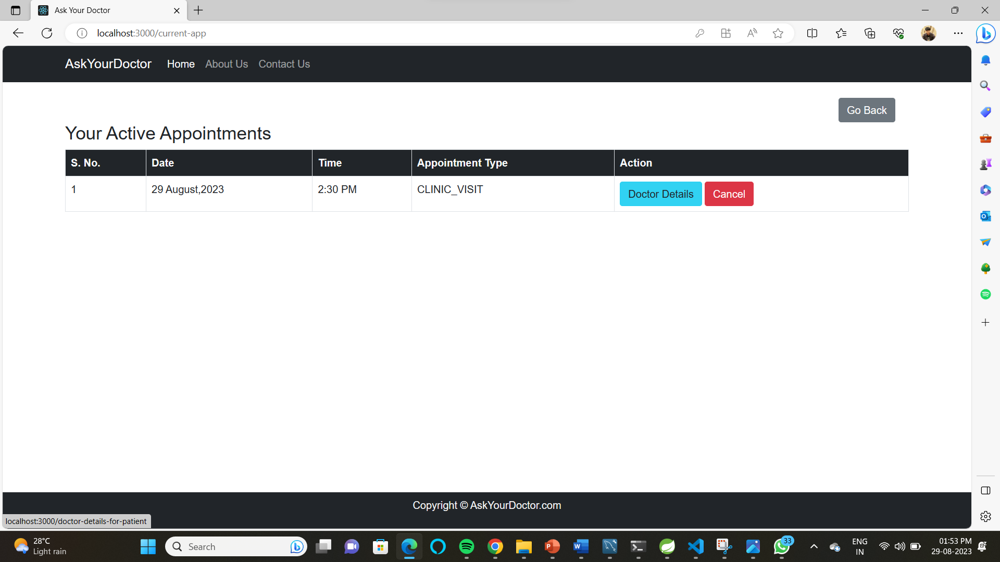 Ask Your Doctor
localhost:3000/current-app
AskYourDoctor Home About Us Contact Us
Go Back
Your Active Appointments
S. No. Date Time Appointment Type Action
1 29 August,2023 2:30 PM CLINIC_VISIT Doctor Details Cancel
Copyright © AskYourDoctor.com
localhost:3000/doctor-details-for-patient
28°C
Light rain
Search
33
ENG
IN
01:53 PM
29-08-2023